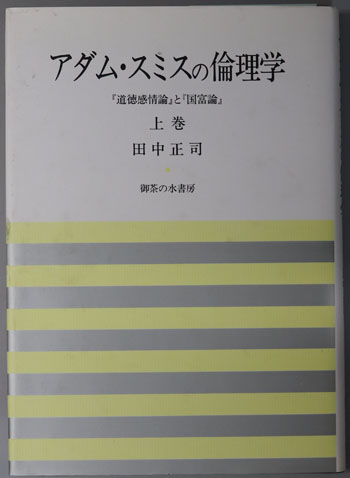 アダム・スミスの倫理学
『道徳感情論』と『国富論』
上巻
田中正司
御茶の水書房